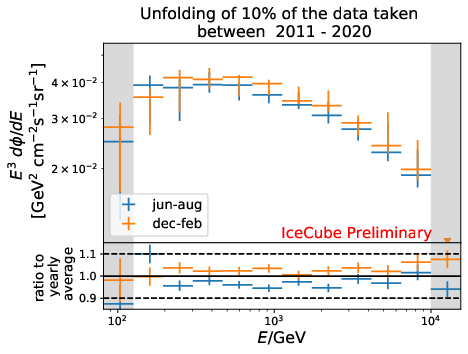 Unfolding of 10% of the data taken
between 2011 - 2020
E³ dϕ/dE
[GeV² cm⁻²s⁻¹sr⁻¹]
4 × 10⁻²
3 × 10⁻²
2 × 10⁻²
jun-aug
dec-feb
IceCube Preliminary
ratio to
yearly
average
1.1
1.0
0.9
10² 10³ 10⁴
E/GeV